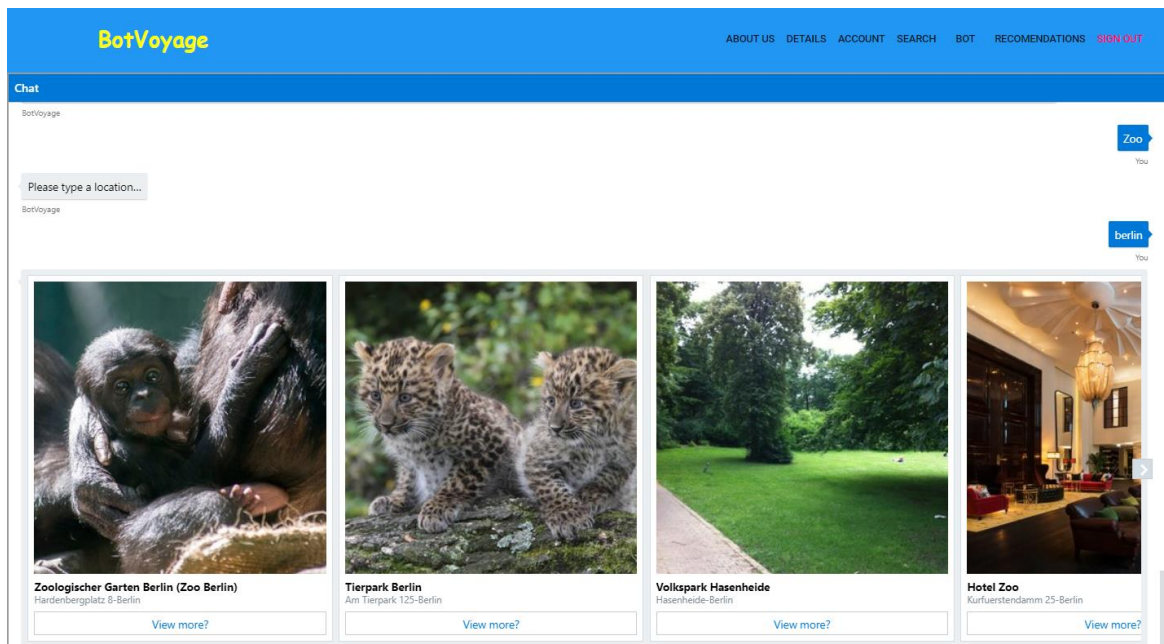 BotVoyage
ABOUT US DETAILS ACCOUNT SEARCH BOT RECOMENDATIONS SIGN OUT
Chat
BotVoyage
Zoo
You
Please type a location...
BotVoyage
berlin
You
Zoologischer Garten Berlin (Zoo Berlin)
Hardenbergplatz 8-Berlin
View more?
Tierpark Berlin
Am Tierpark 125-Berlin
View more?
Volkspark Hasenheide
Hasenheide-Berlin
View more?
Hotel Zoo
Kurfuerstendamm 25-Berlin
View more?